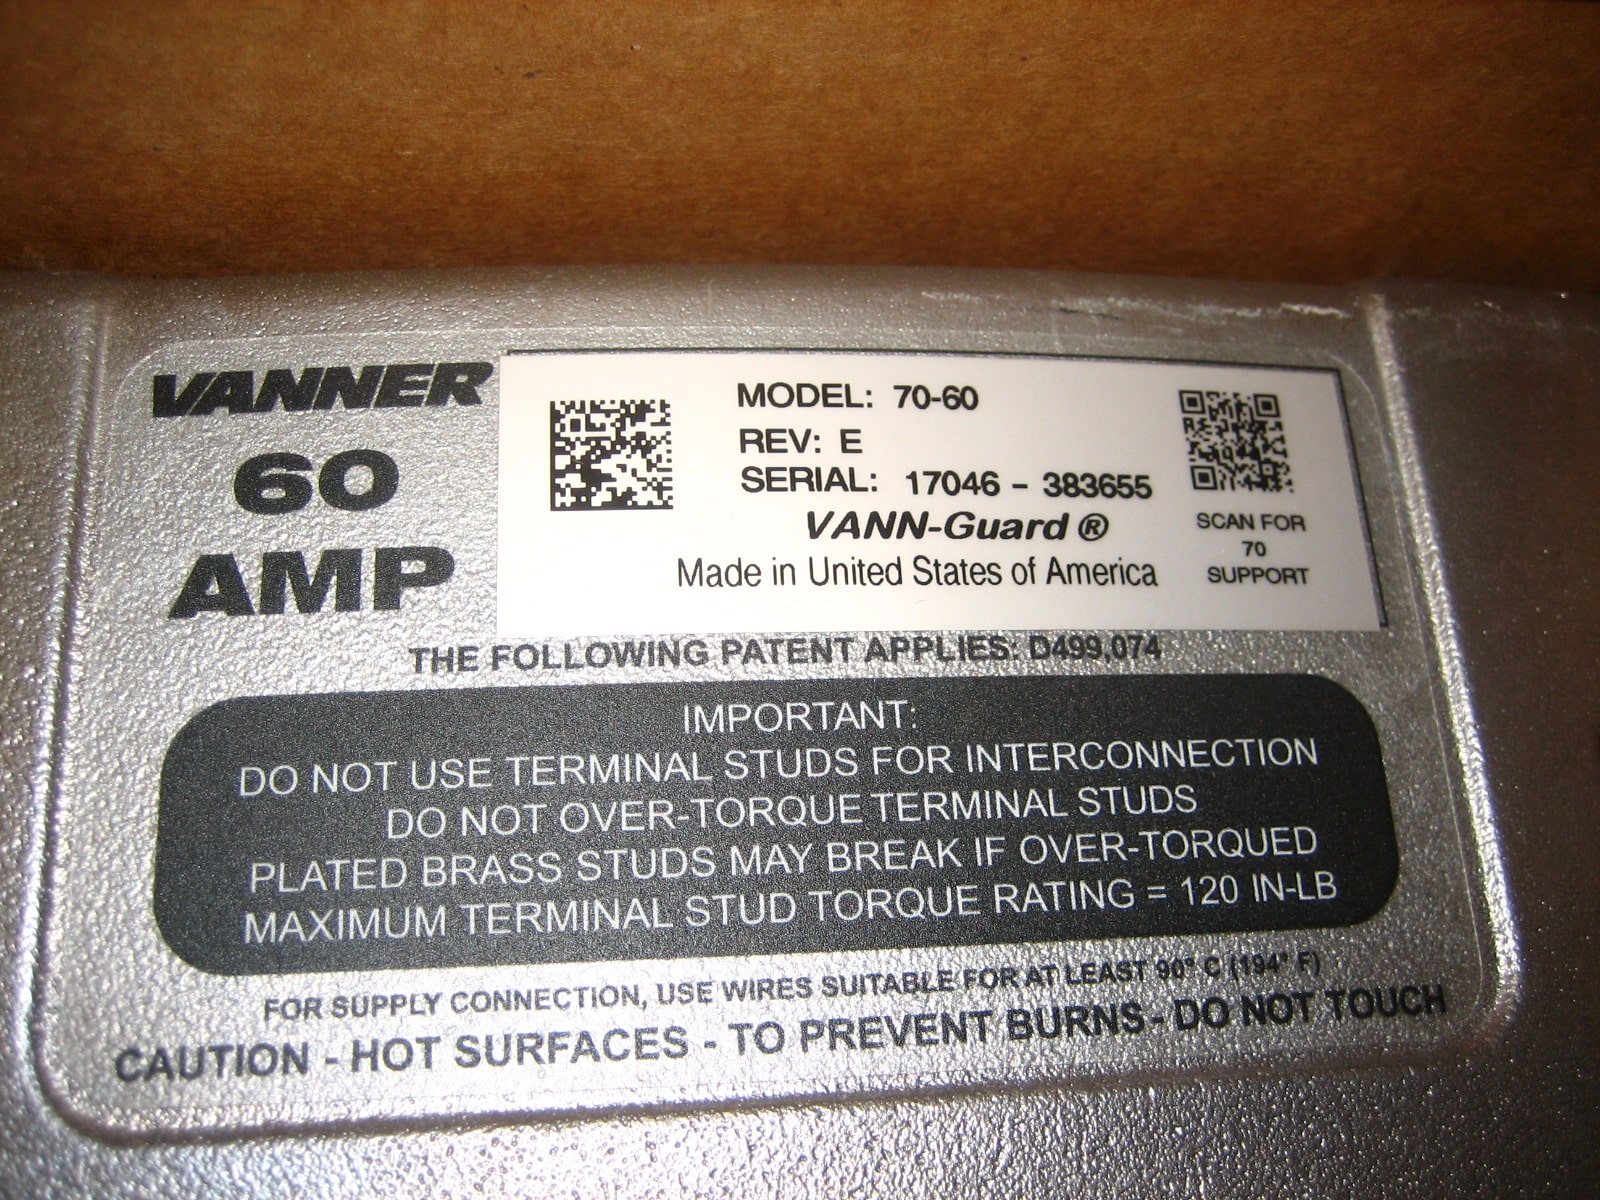 VANNER
60
AMP
MODEL: 70-60
REV: E
SERIAL: 17046 - 383655
VANN-Guard ®
Made in United States of America
SCAN FOR
70
SUPPORT
THE FOLLOWING PATENT APPLIES: D499,074
IMPORTANT:
DO NOT USE TERMINAL STUDS FOR INTERCONNECTION
DO NOT OVER-TORQUE TERMINAL STUDS
PLATED BRASS STUDS MAY BREAK IF OVER-TORQUED
MAXIMUM TERMINAL STUD TORQUE RATING = 120 IN-LB
FOR SUPPLY CONNECTION, USE WIRES SUITABLE FOR AT LEAST 90° C (194° F)
CAUTION - HOT SURFACES - TO PREVENT BURNS - DO NOT TOUCH